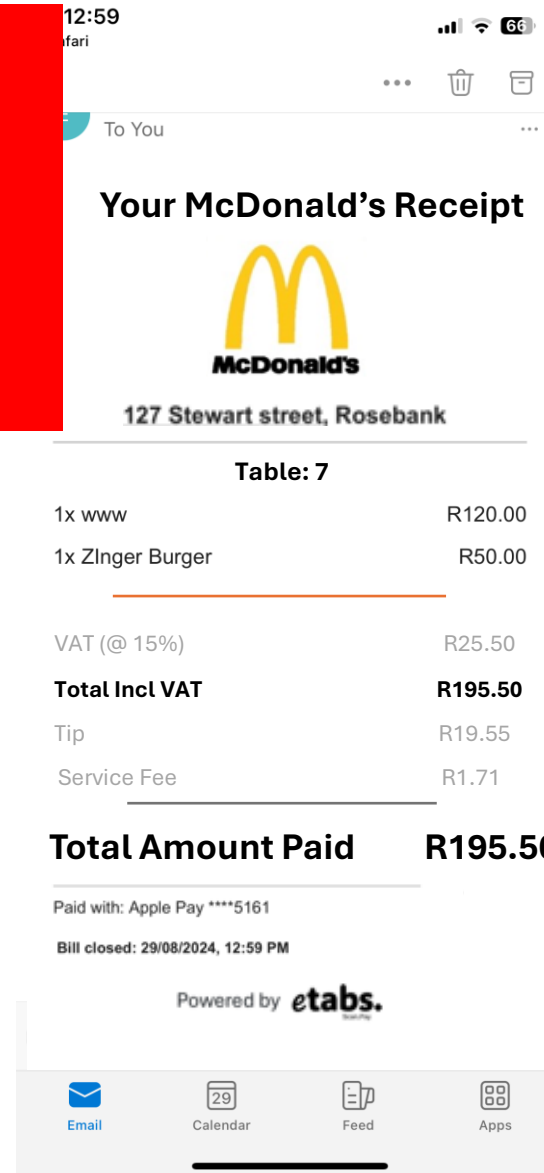 12:59
fari
66
To You
Your McDonald's Receipt
McDonald's
127 Stewart street, Rosebank
Table: 7
1x www R120.00
1x ZInger Burger R50.00
VAT (@ 15%) R25.50
Total Incl VAT R195.50
Tip R19.55
Service Fee R1.71
Total Amount Paid R195.50
Paid with: Apple Pay ****5161
Bill closed: 29/08/2024, 12:59 PM
Powered by etabs.
29
Email Calendar Feed Apps